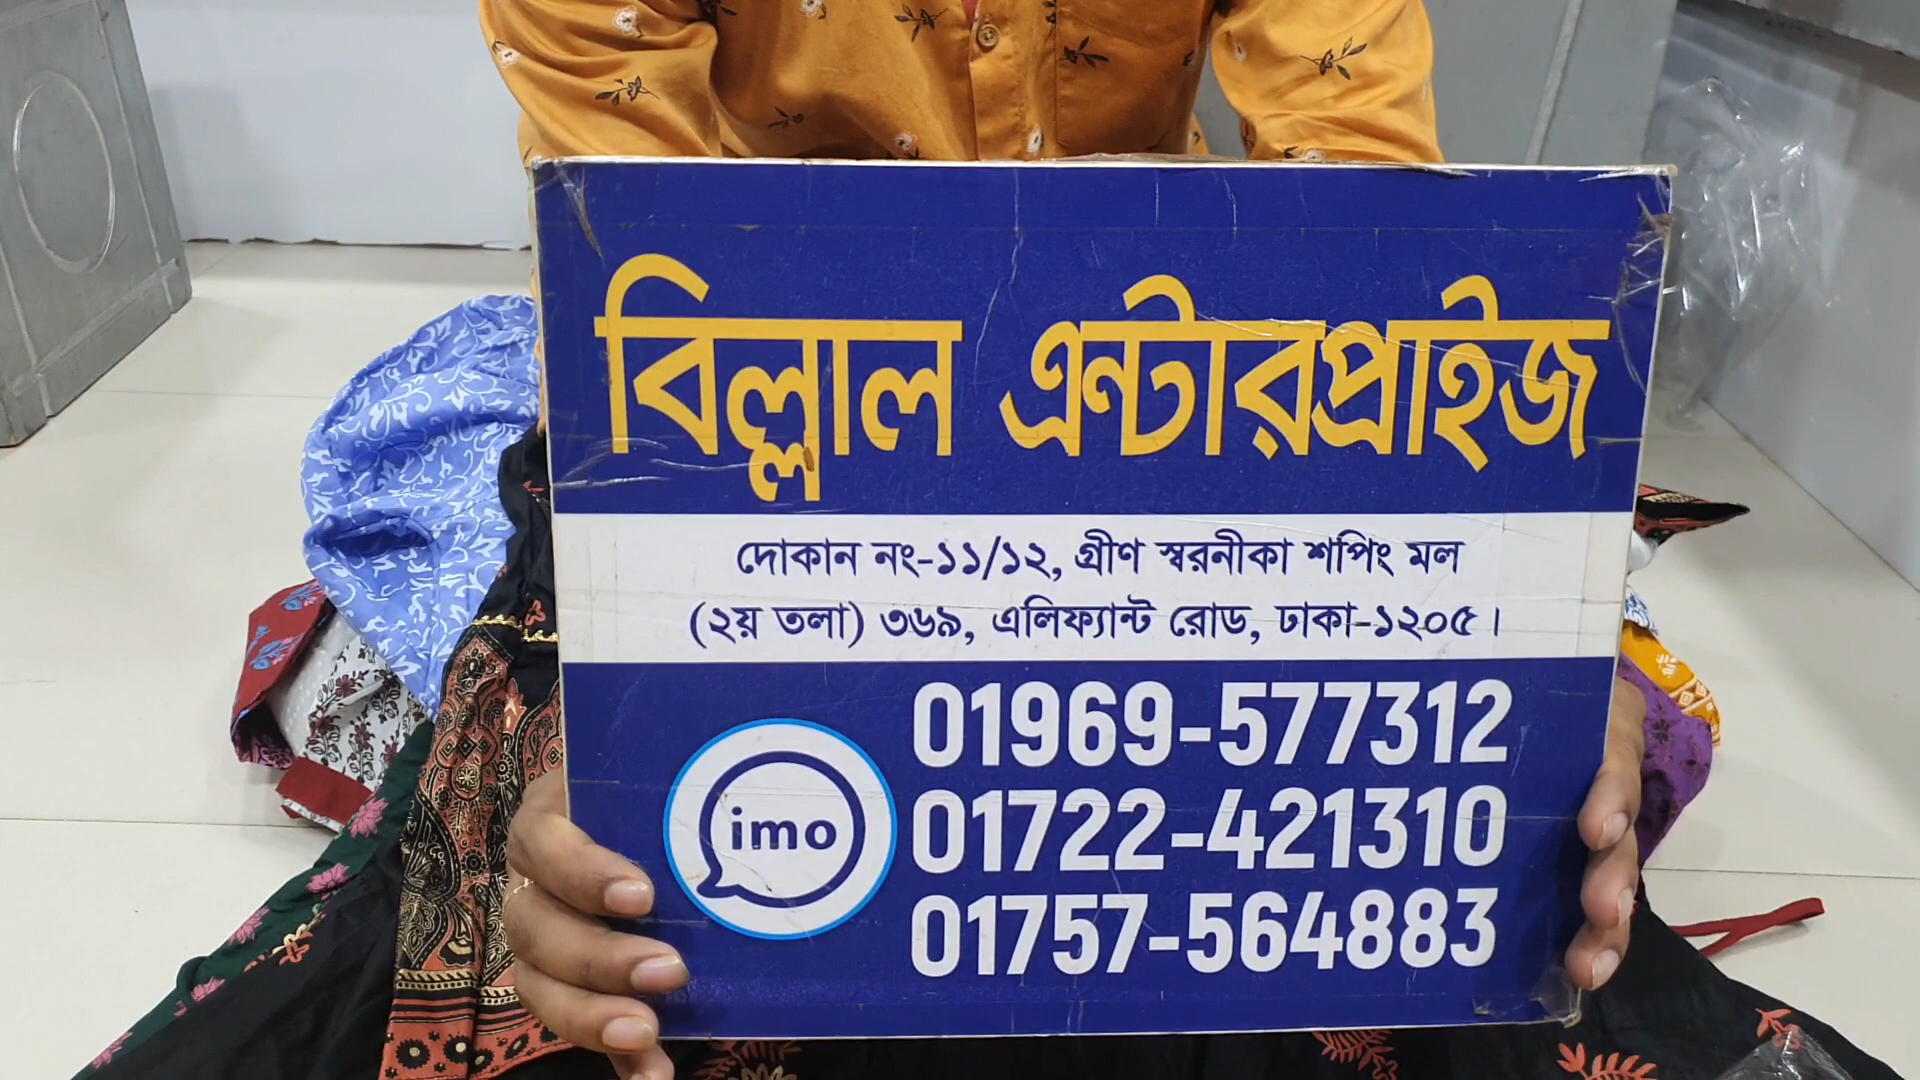 বিল্লাল এন্টারপ্রাইজ
দোকান নং-১১/১২, গ্রীণ স্বরনীকা শপিং মল
(২য় তলা) ৩৬৯, এলিফ্যান্ট রোড, ঢাকা-১২০৫।
01969-577312
imo
01722-421310
01757-564883